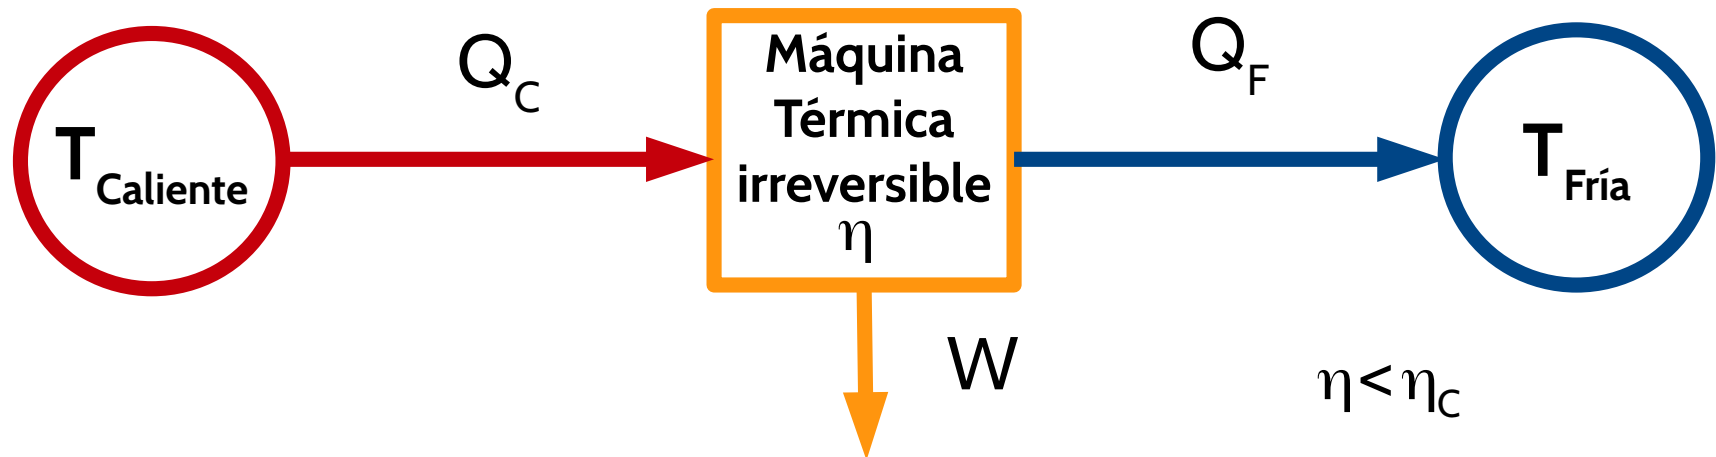 T Caliente
Q C
Máquina
Térmica
irreversible
η
Q F
T Fría
W
η<η C